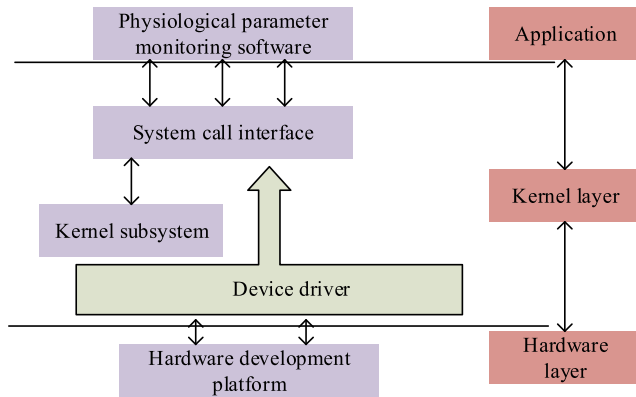 Physiological parameter
monitoring software
Application
System call interface
Kernel layer
Kernel subsystem
Device driver
Hardware development
platform
Hardware
layer